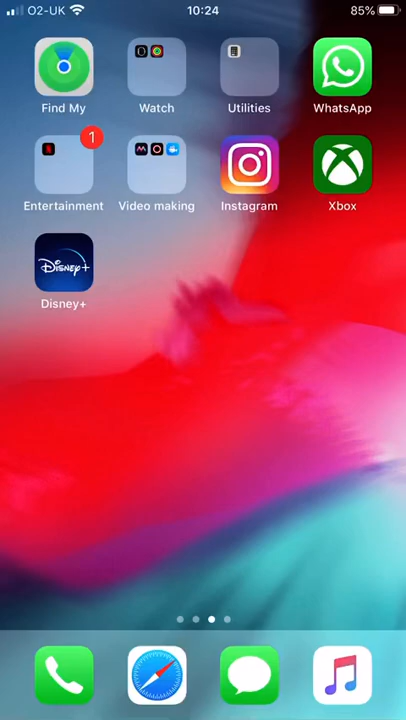 O2-UK 10:24 85%
Find My Watch Utilities WhatsApp
1
Entertainment Video making Instagram Xbox
Disney+
Disney+